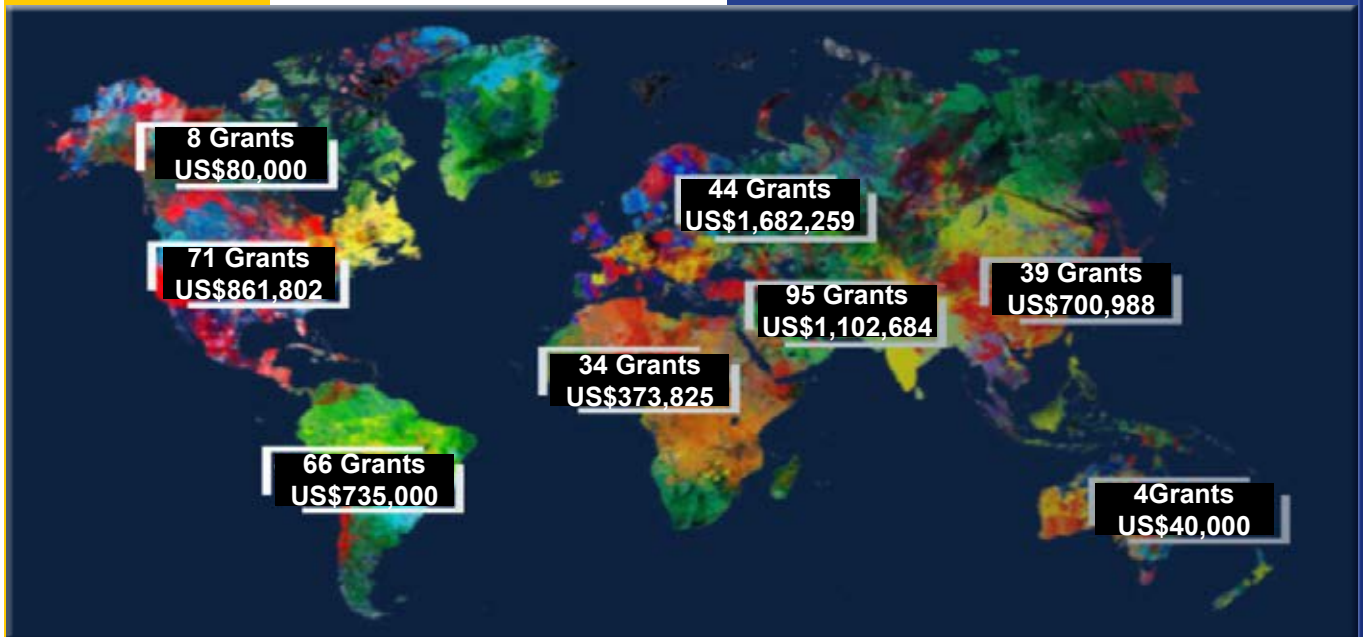 8 Grants
US$80,000
44 Grants
US$1,682,259
71 Grants
US$861,802
39 Grants
US$700,988
95 Grants
US$1,102,684
34 Grants
US$373,825
66 Grants
US$735,000
4Grants
US$40,000